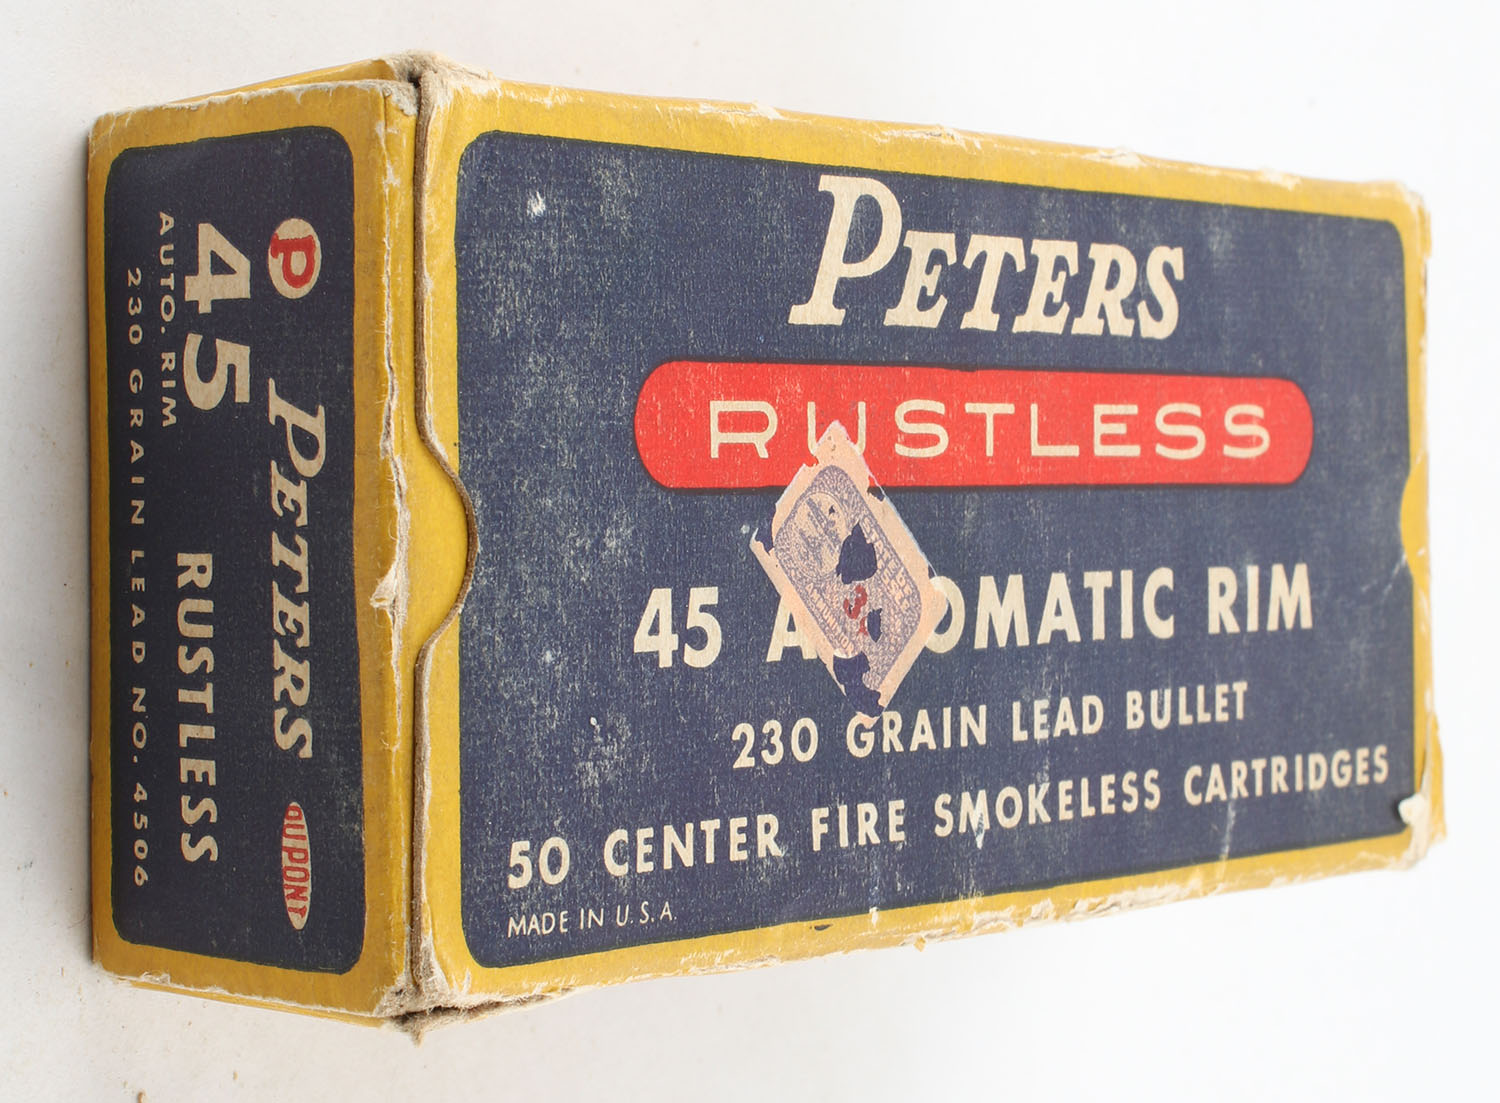 PETERS
RUSTLESS
45 AUTOMATIC RIM
230 GRAIN LEAD BULLET
50 CENTER FIRE SMOKELESS CARTRIDGES
MADE IN U.S.A.
P PETERS DUPONT
45 RUSTLESS
AUTO. RIM
230 GRAIN LEAD NO. 4506